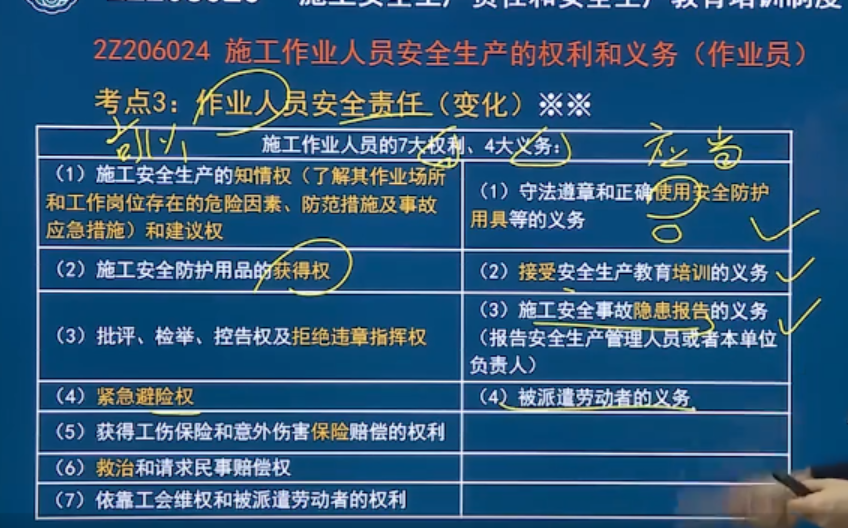 2Z206024 施工作业人员安全生产的权利和义务（作业员）
考点3：作业人员安全责任（变化）※※
施工作业人员的7大权利、4大义务：
应当
（1）施工安全生产的知情权（了解其作业场所
和工作岗位存在的危险因素、防范措施及事故
应急措施）和建议权
（1）守法遵章和正确使用安全防护
用具等的义务
（2）施工安全防护用品的获得权
（2）接受安全生产教育培训的义务
（3）批评、检举、控告权及拒绝违章指挥权
（3）施工安全事故隐患报告的义务
（报告安全生产管理人员或者本单位
负责人）
（4）紧急避险权
（4）被派遣劳动者的义务
（5）获得工伤保险和意外伤害保险赔偿的权利
（6）救治和请求民事赔偿权
（7）依靠工会维权和被派遣劳动者的权利